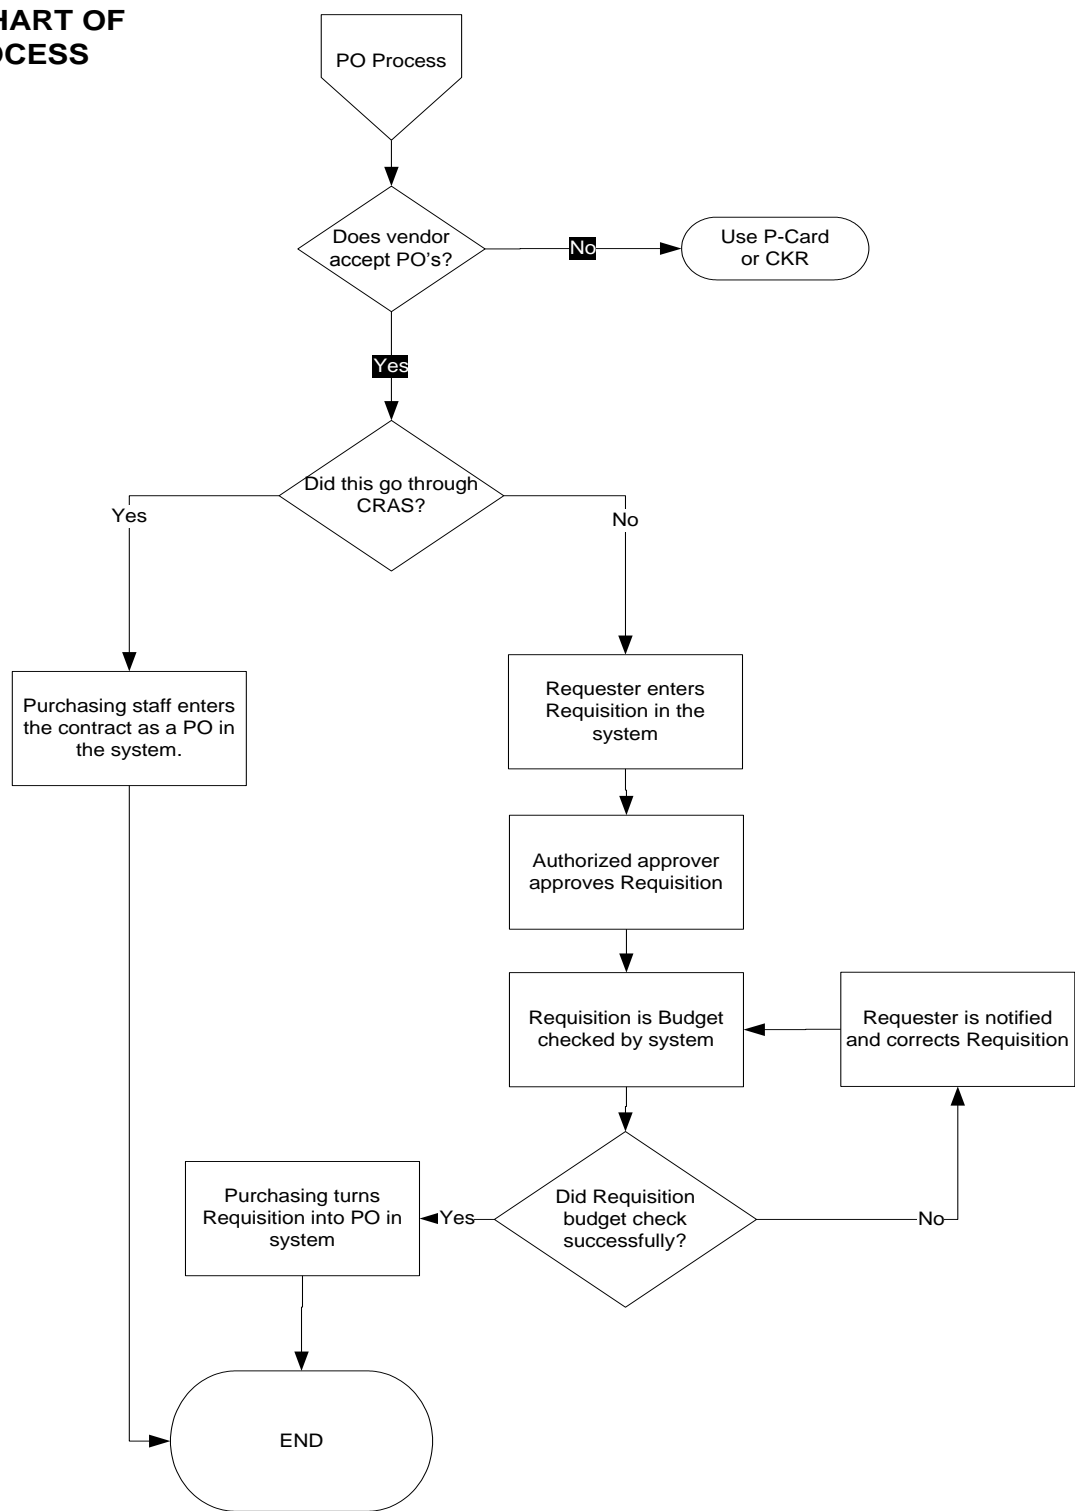 HART OF
OCESS
PO Process
Does vendor
accept PO's?
No
Use P-Card
or CKR
Yes
Did this go through
CRAS?
Yes
No
Purchasing staff enters
the contract as a PO in
the system.
Requester enters
Requisition in the
system
Authorized approver
approves Requisition
Requisition is Budget
checked by system
Requester is notified
and corrects Requisition
Purchasing turns
Requisition into PO in
system
Yes
Did Requisition
budget check
successfully?
No
END